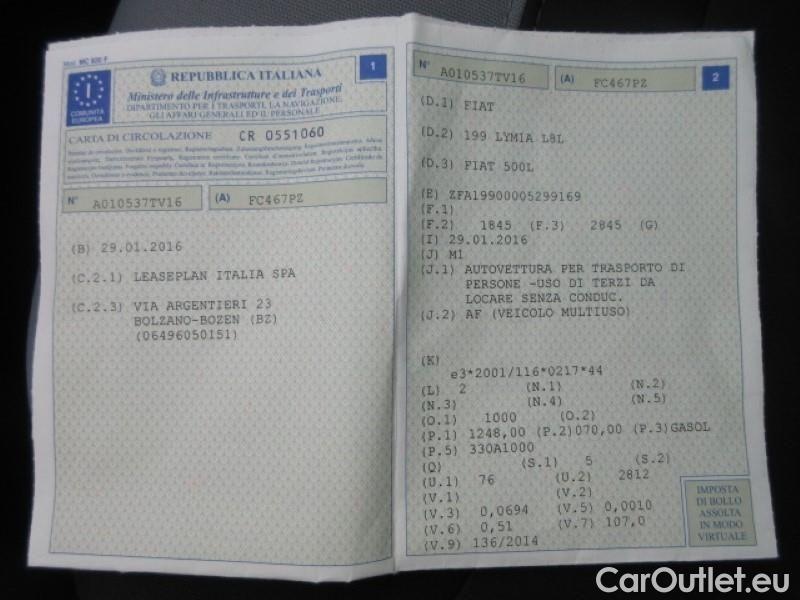 Mod. MC 820 F
REPUBBLICA ITALIANA
1
Ministero delle Infrastrutture e dei Trasporti
DIPARTIMENTO PER I TRASPORTI, LA NAVIGAZIONE,
GLI AFFARI GENERALI ED IL PERSONALE
I
COMUNITÀ
EUROPEA
CARTA DI CIRCOLAZIONE CR 0551060
N° A010537TV16 (A) FC467PZ
(B) 29.01.2016
(C.2.1) LEASEPLAN ITALIA SPA
(C.2.3) VIA ARGENTIERI 23
BOLZANO-BOZEN (BZ)
(06496050151)
N° A010537TV16 (A) FC467PZ 2
(D.1) FIAT
(D.2) 199 LYMIA L8L
(D.3) FIAT 500L
(E) ZFA19900005299169
(F.1)
(F.2) 1845 (F.3) 2845 (G)
(I) 29.01.2016
(J) M1
(J.1) AUTOVETTURA PER TRASPORTO DI
PERSONE -USO DI TERZI DA
LOCARE SENZA CONDUC.
(J.2) AF (VEICOLO MULTIUSO)
(K)
e3*2001/116*0217*44
(L) 2 (N.1) (N.2)
(N.3) (N.4) (N.5)
(O.1) 1000 (O.2)
(P.1) 1248,00 (P.2)070,00 (P.3)GASOL
(P.5) 330A1000
(Q) (S.1) 5 (S.2)
(U.1) 76 (U.2) 2812
(V.1) (V.2)
(V.3) 0,0694 (V.5) 0,0010
(V.6) 0,51 (V.7) 107,0
(V.9) 136/2014
IMPOSTA
DI BOLLO
ASSOLTA
IN MODO
VIRTUALE
CarOutlet.eu